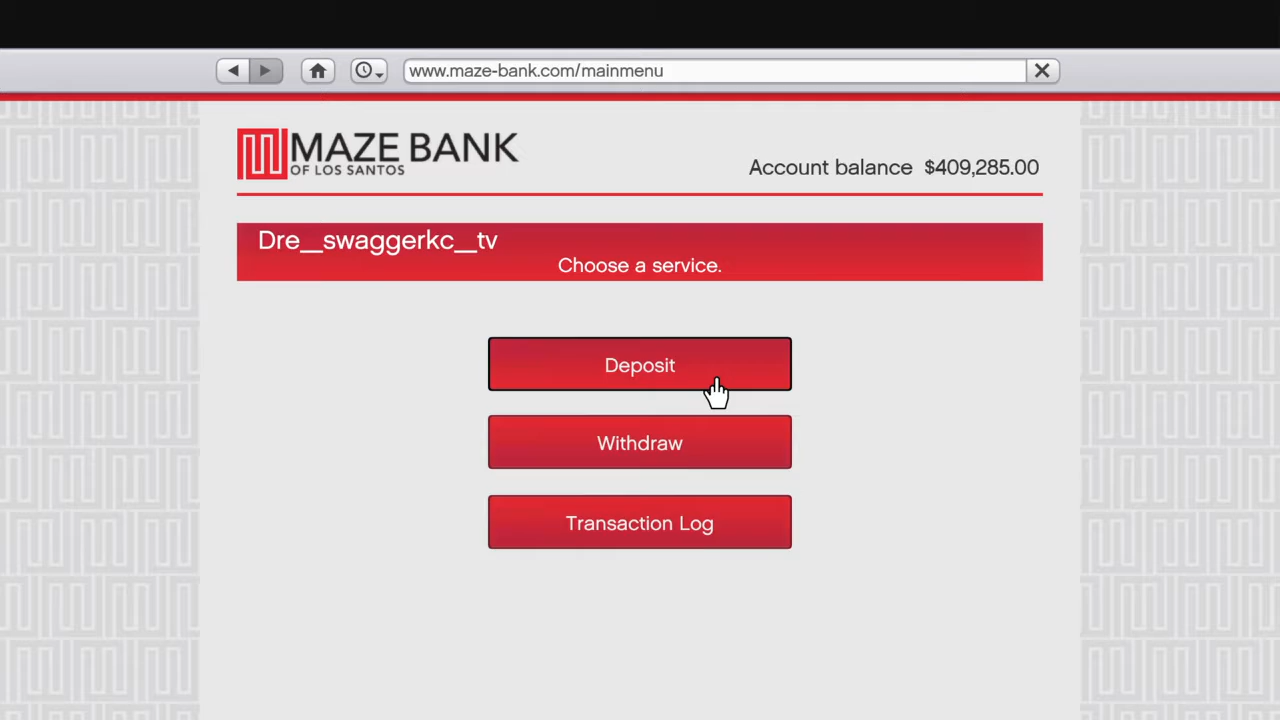 www.maze-bank.com/mainmenu
MAZE BANK
OF LOS SANTOS
Account balance $409,285.00
Dre__swaggerkc__tv
Choose a service.
Deposit
Withdraw
Transaction Log